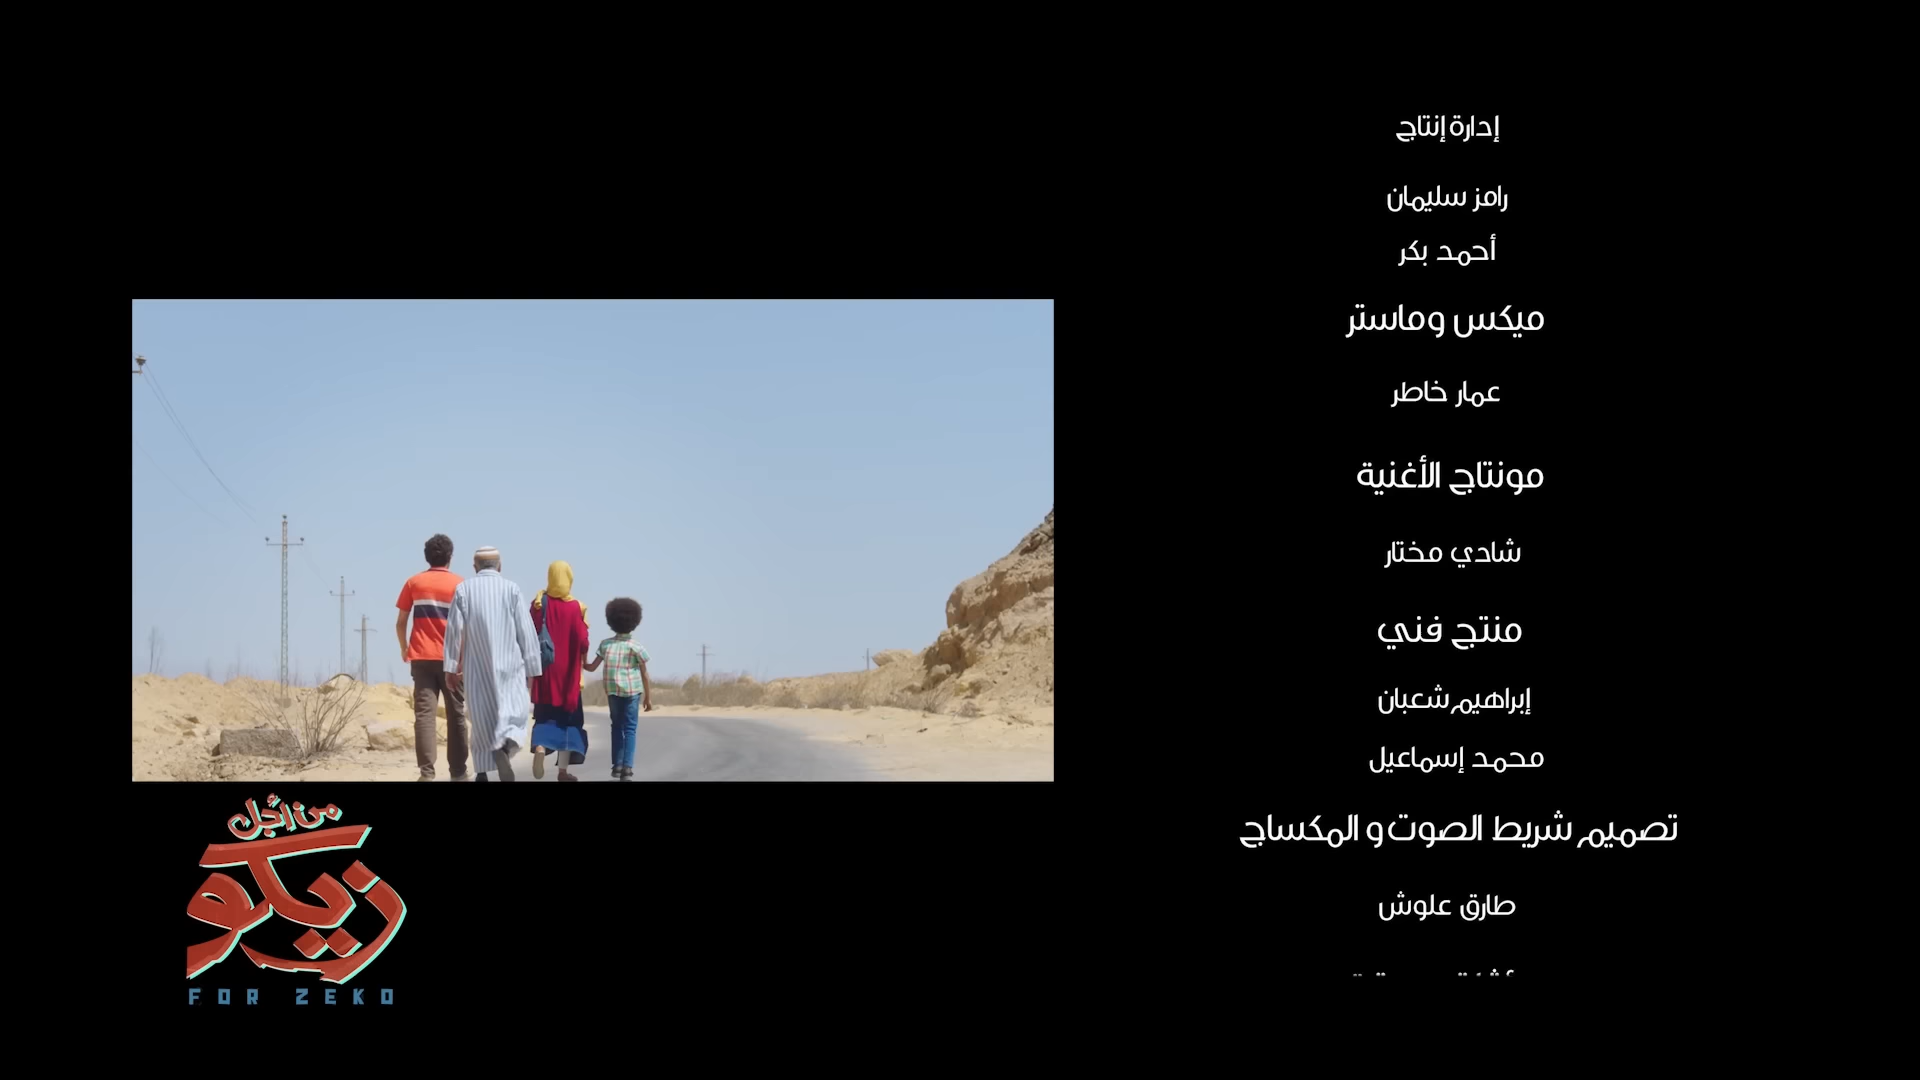 إدارة إنتاج
رامز سليمان
أحمد بكر
ميكس وماستر
عمار خاطر
مونتاج الأغنية
شادي مختار
منتج فني
إبراهيم شعبان
محمد إسماعيل
تصميم شريط الصوت و المكساج
طارق علوش
من أجل
زيكو
FOR ZEKO